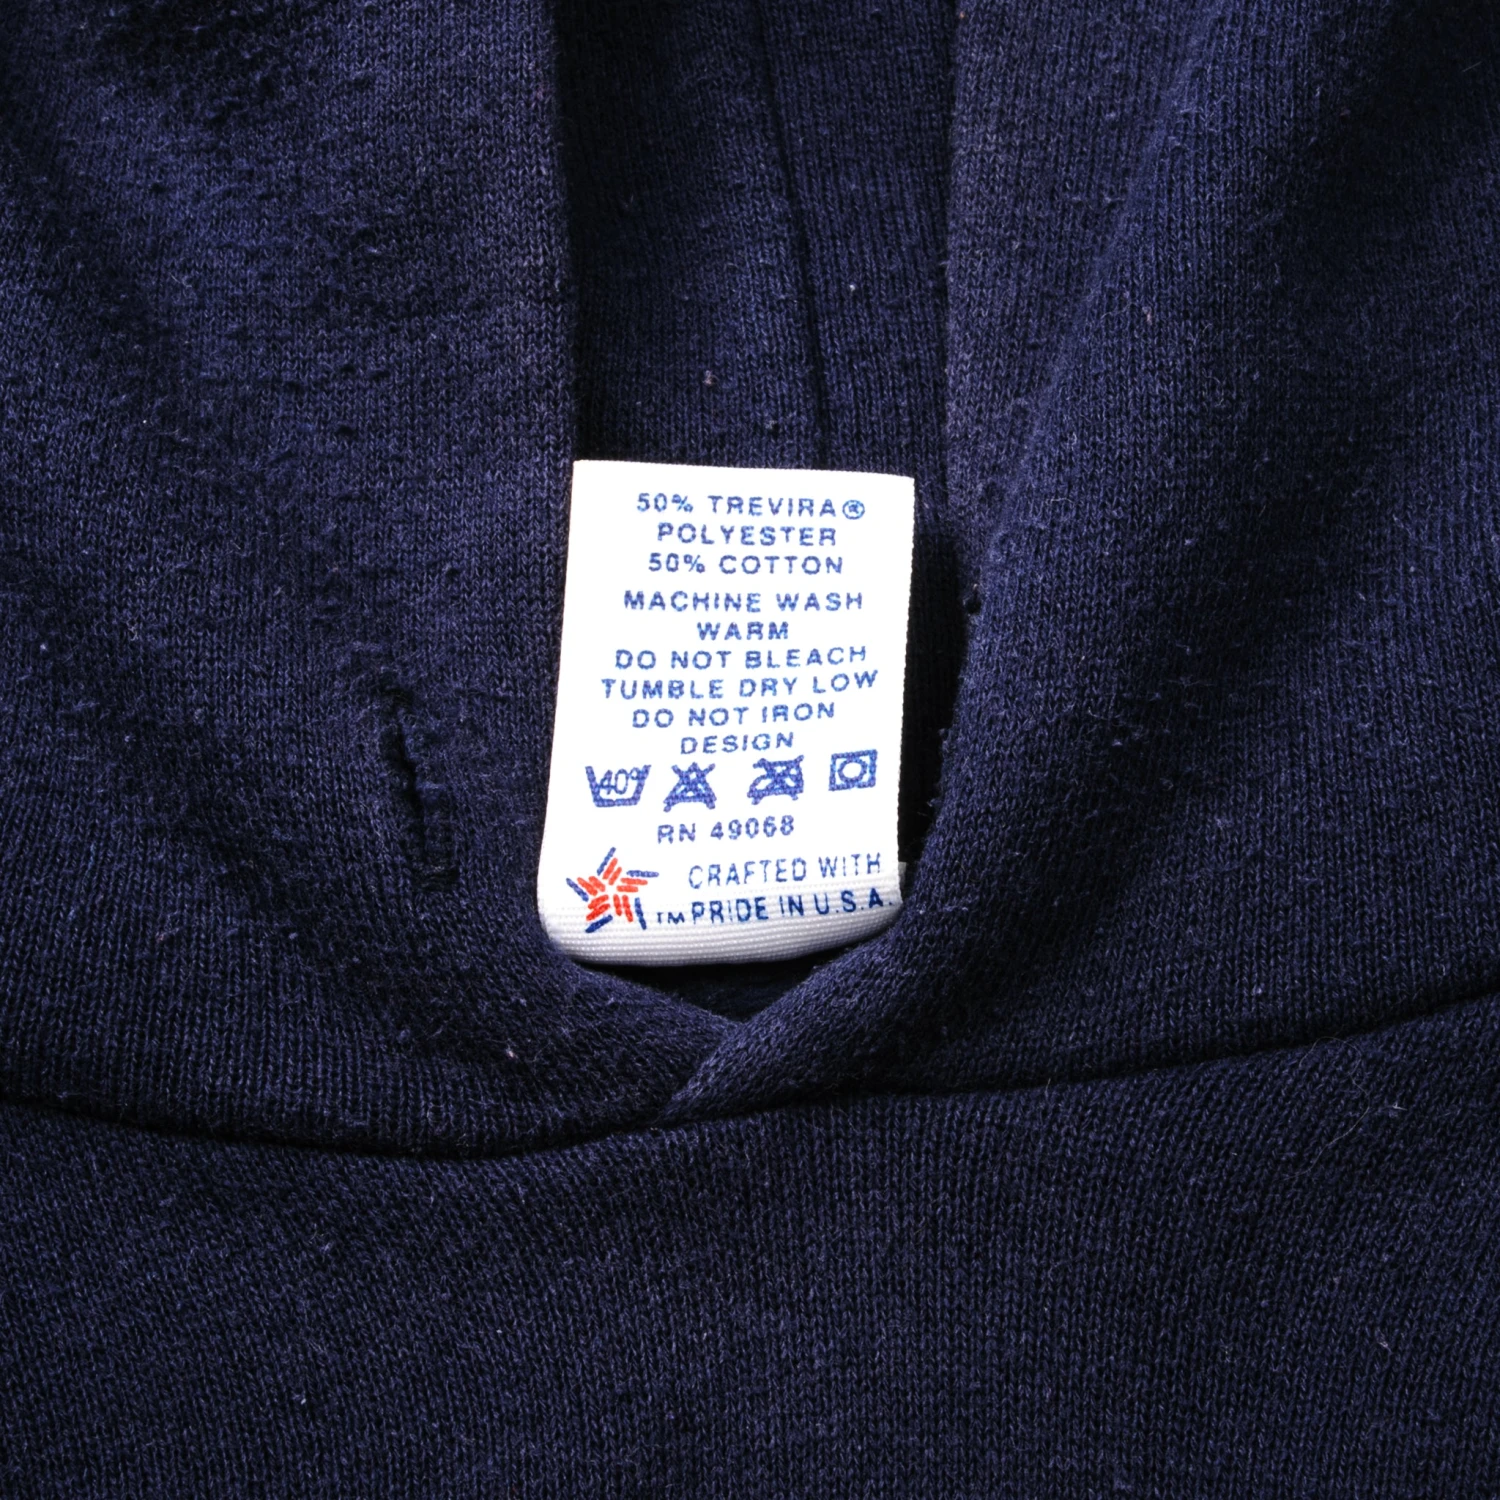 50% TREVIRA®
POLYESTER
50% COTTON
MACHINE WASH
WARM
DO NOT BLEACH
TUMBLE DRY LOW
DO NOT IRON
DESIGN
40°
RN 49068
CRAFTED WITH
™ PRIDE IN U.S.A.